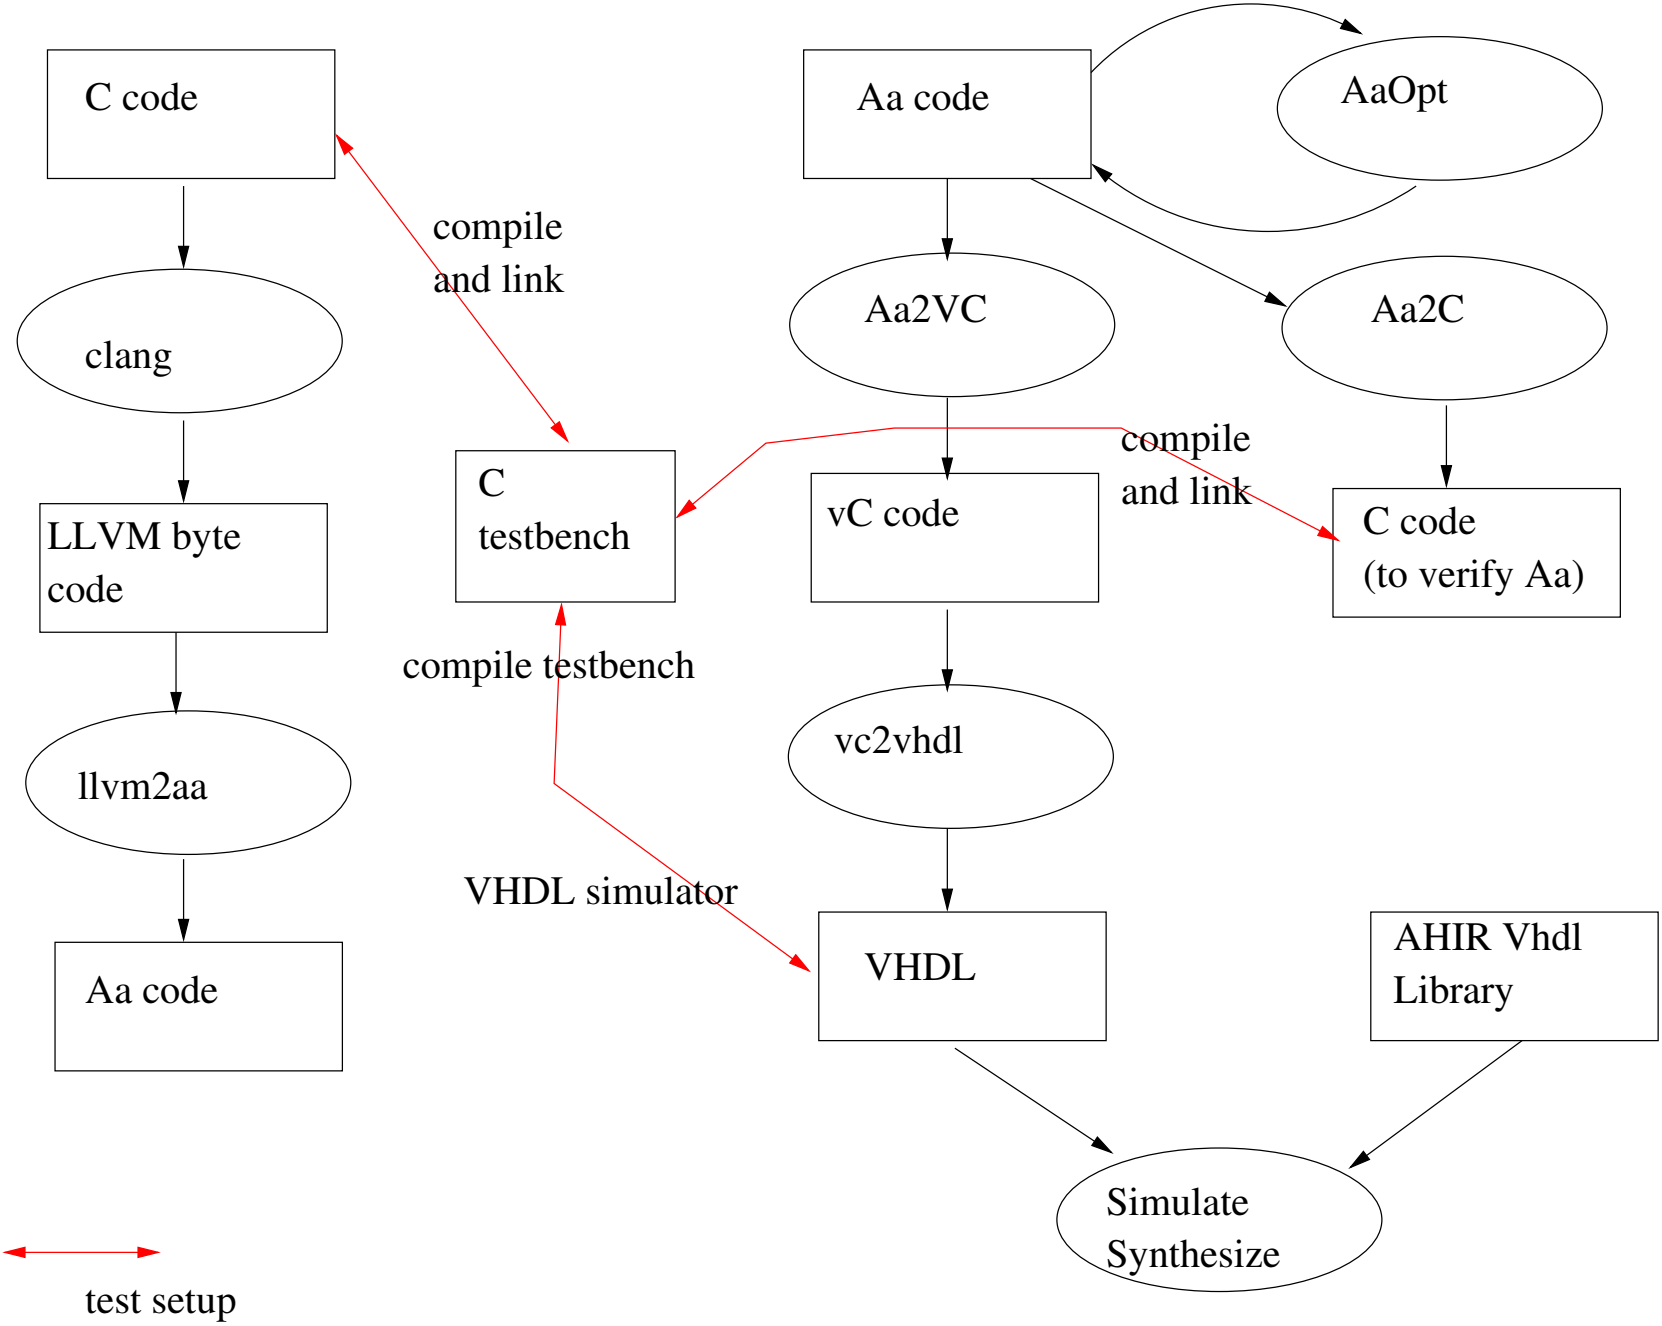 C code
Aa code
AaOpt
compile
and link
clang
Aa2VC
Aa2C
compile
and link
C
testbench
LLVM byte
code
vC code
C code
(to verify Aa)
compile testbench
llvm2aa
vc2vhdl
VHDL simulator
Aa code
VHDL
AHIR Vhdl
Library
Simulate
Synthesize
test setup